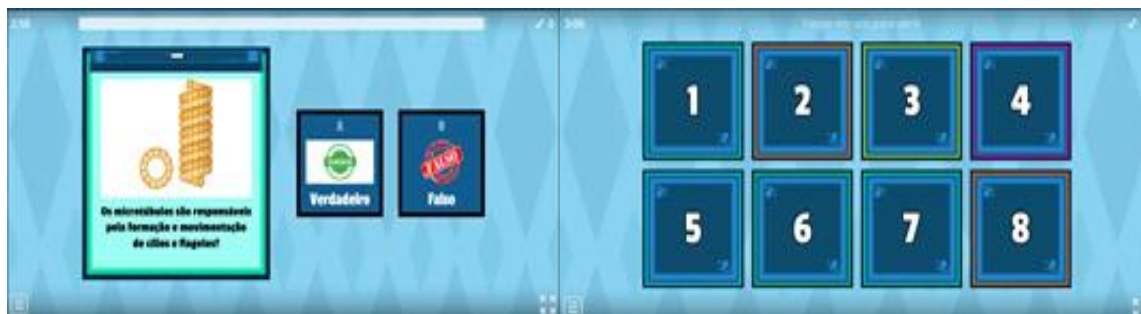 Os microtúbulos são responsáveis
pela formação e movimentação
de cílios e flagelos?
A
Verdadeiro
B
FALSO
Falso
1
2
3
4
5
6
7
8